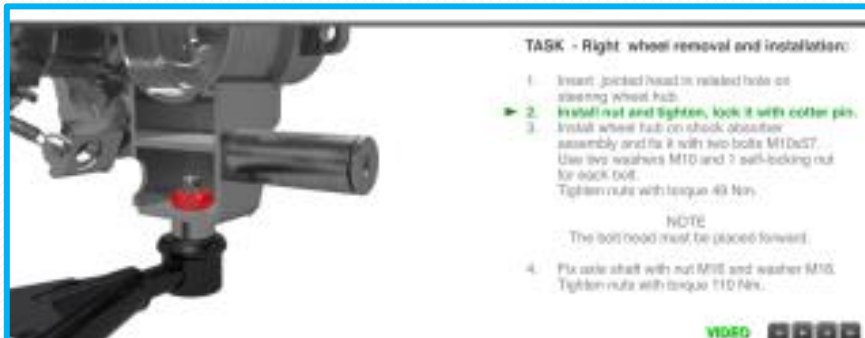 TASK - Right wheel removal and installation:
1. Insert jointed head in related hole on
steering wheel hub.
2. Install nut and tighten, lock it with cotter pin.
3. Install wheel hub on shock absorber
assembly and fix it with two bolts M10x57.
Use two washers M10 and 1 self-locking nut
for each bolt.
Tighten nuts with torque 49 Nm.
NOTE
The bolt head must be placed forward.
4. Fix axle shaft with nut M16 and washer M16.
Tighten nuts with torque 110 Nm.
VIDEO